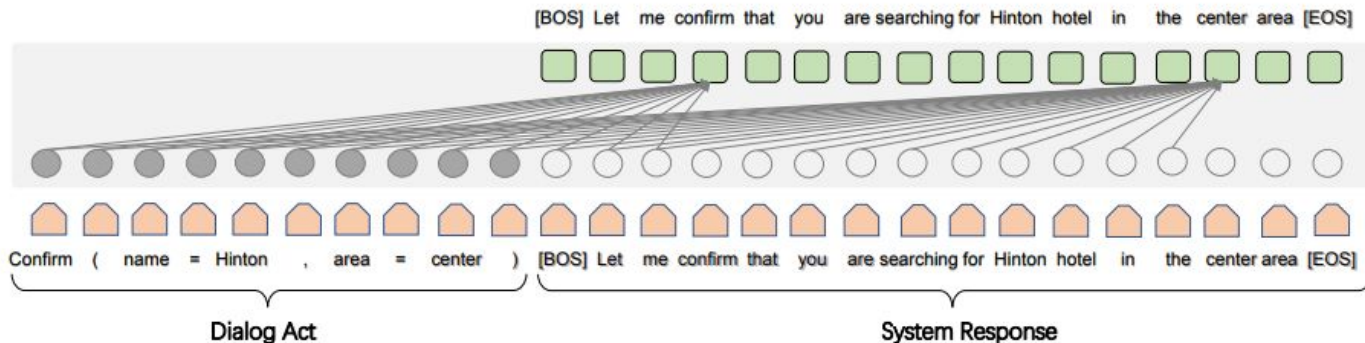 [BOS] Let me confirm that you are searching for Hinton hotel in the center area [EOS]
Confirm ( name = Hinton , area = center ) [BOS] Let me confirm that you are searching for Hinton hotel in the center area [EOS]
Dialog Act System Response